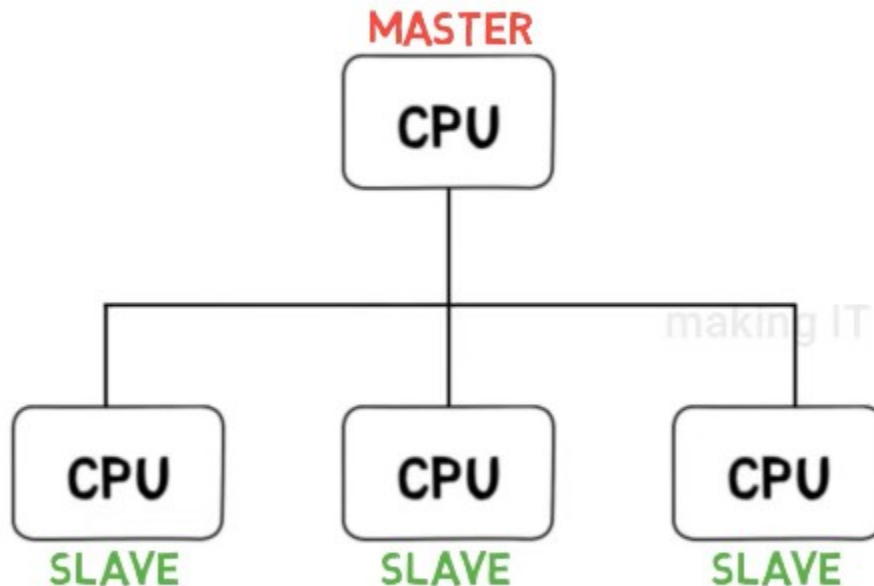 MASTER
CPU
making IT
CPU CPU CPU
SLAVE SLAVE SLAVE